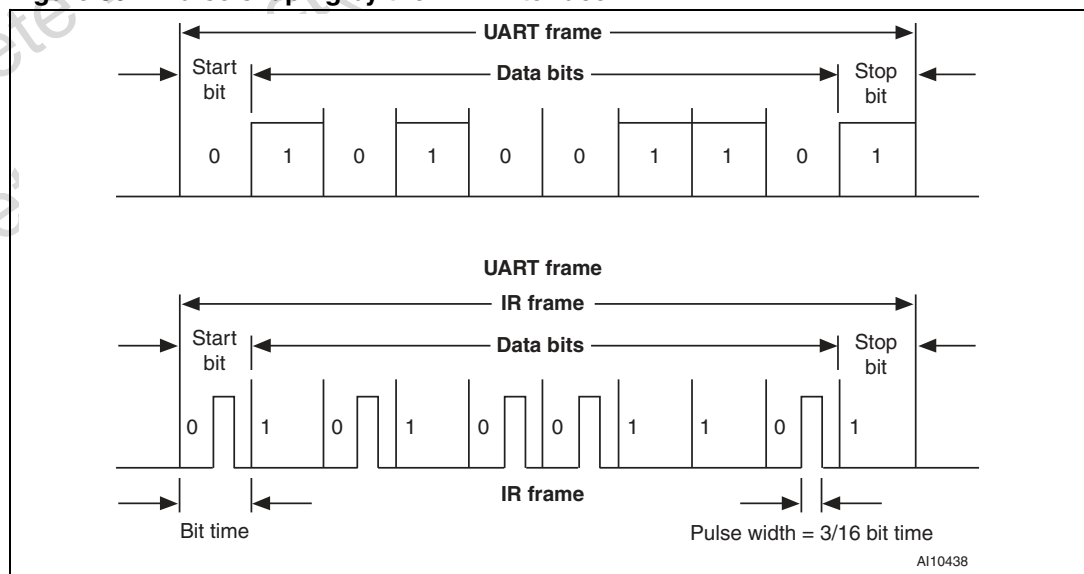 UART frame
Start bit
Data bits
Stop bit
0 1 0 1 0 0 1 1 0 1
UART frame
IR frame
Start bit
Data bits
Stop bit
0 1 0 1 0 0 1 1 0 1
IR frame
Bit time
Pulse width = 3/16 bit time
AI10438